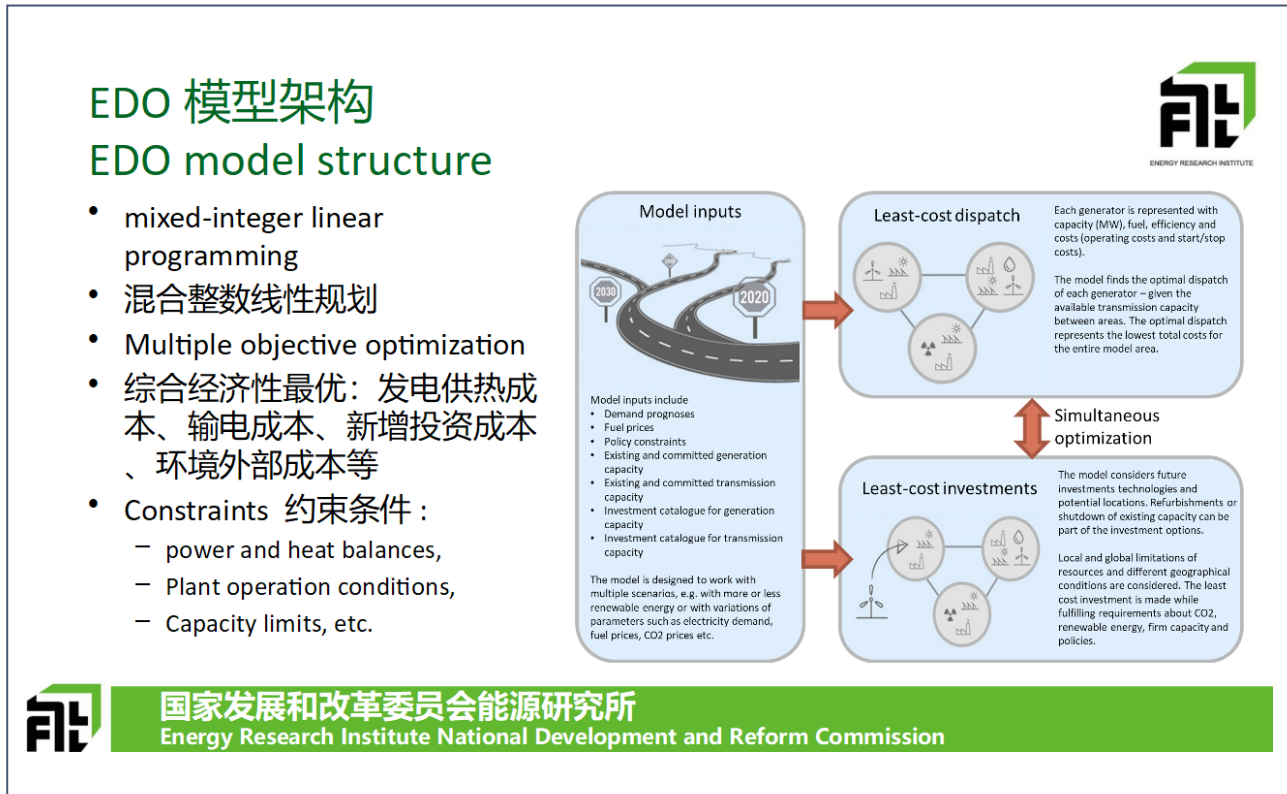 EDO 模型架构
EDO model structure
• mixed-integer linear
programming
• 混合整数线性规划
• Multiple objective optimization
• 综合经济性最优：发电供热成
本、输电成本、新增投资成本
、环境外部成本等
• Constraints 约束条件 :
– power and heat balances,
– Plant operation conditions,
– Capacity limits, etc.
ENERGY RESEARCH INSTITUTE
Model inputs
2030
2020
Model inputs include
• Demand prognoses
• Fuel prices
• Policy constraints
• Existing and committed generation
capacity
• Existing and committed transmission
capacity
• Investment catalogue for generation
capacity
• Investment catalogue for transmission
capacity
The model is designed to work with
multiple scenarios, e.g. with more or less
renewable energy or with variations of
parameters such as electricity demand,
fuel prices, CO2 prices etc.
Least-cost dispatch
Each generator is represented with
capacity (MW), fuel, efficiency and
costs (operating costs and start/stop
costs).
The model finds the optimal dispatch
of each generator – given the
available transmission capacity
between areas. The optimal dispatch
represents the lowest total costs for
the entire model area.
Simultaneous
optimization
Least-cost investments
The model considers future
investments technologies and
potential locations. Refurbishments or
shutdown of existing capacity can be
part of the investment options.
Local and global limitations of
resources and different geographical
conditions are considered. The least
cost investment is made while
fulfilling requirements about CO2,
renewable energy, firm capacity and
policies.
国家发展和改革委员会能源研究所
Energy Research Institute National Development and Reform Commission